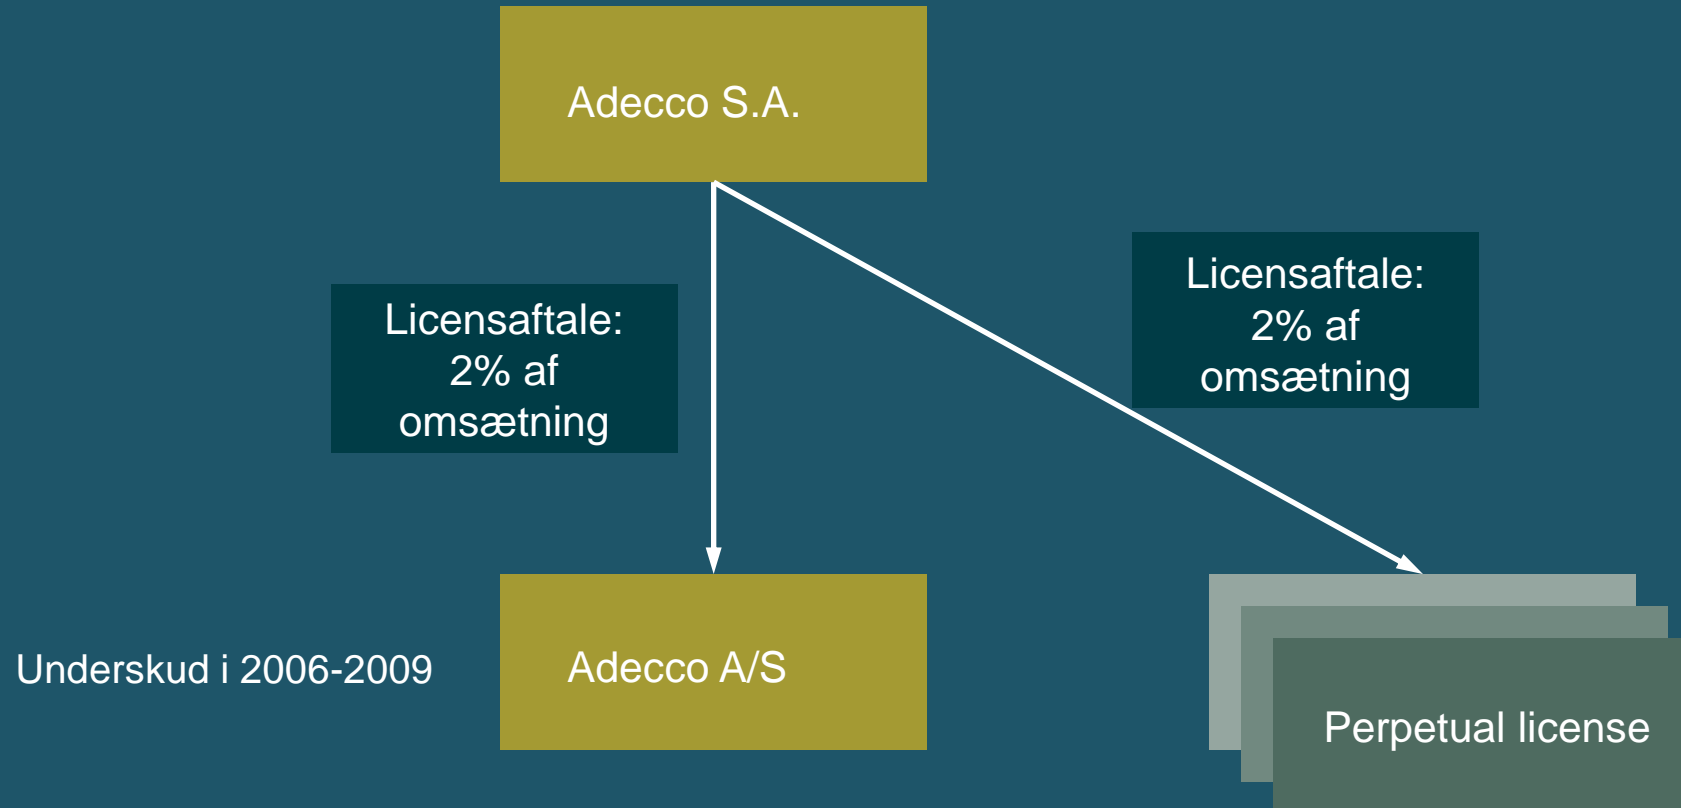 Adecco S.A.
Licensaftale:
2% af
omsætning
Licensaftale:
2% af
omsætning
Underskud i 2006-2009
Adecco A/S
Perpetual license